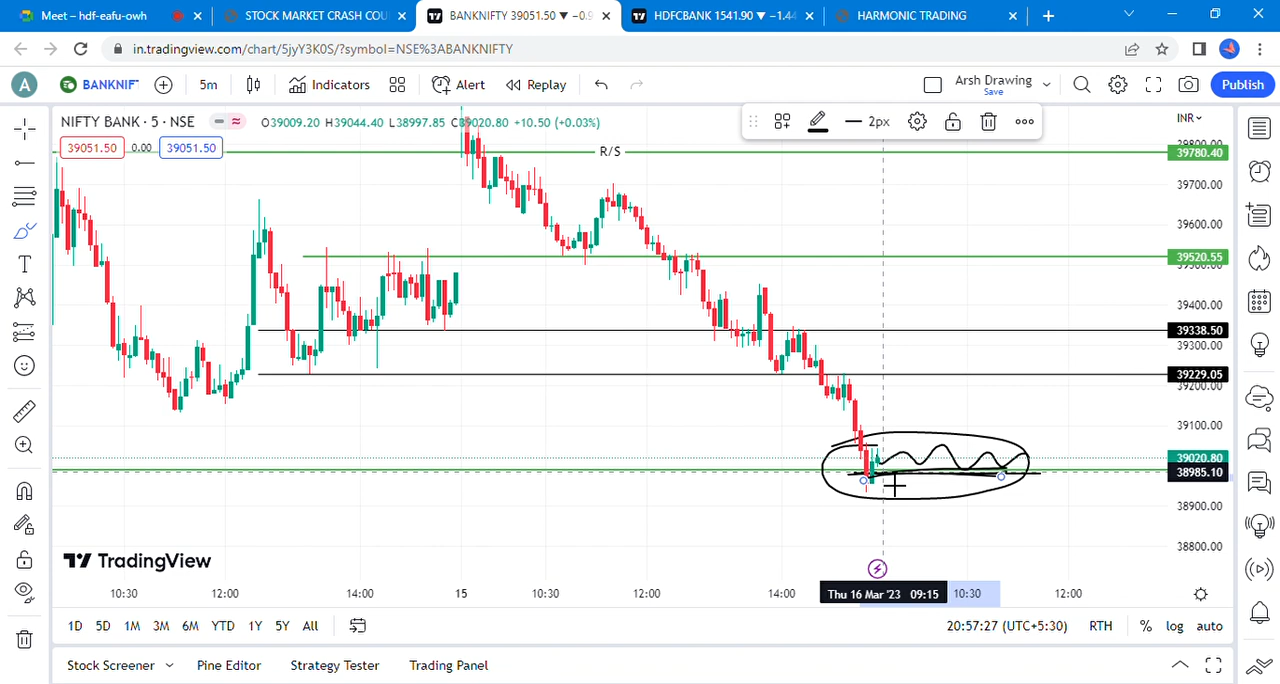 Meet – hdf-eafu-owh
STOCK MARKET CRASH COU
BANKNIFTY 39051.50 ▼ −0.9
HDFCBANK 1541.90 ▼ −1.44
HARMONIC TRADING
in.tradingview.com/chart/5jyY3K0S/?symbol=NSE%3ABANKNIFTY
A
BANKNIF
5m
Indicators
Alert
Replay
Arsh Drawing
Save
Publish
NIFTY BANK · 5 · NSE
O39009.20 H39044.40 L38997.85 C39020.80 +10.50 (+0.03%)
2px
INR
39051.50
0.00
39051.50
R/S
39800.00
39780.40
39700.00
39600.00
39520.55
39500.00
39400.00
39338.50
39300.00
39229.05
39200.00
39100.00
39020.80
38985.10
38900.00
38800.00
TradingView
10:30
12:00
14:00
15
10:30
12:00
14:00
Thu 16 Mar '23 09:15
10:30
12:00
1D 5D 1M 3M 6M YTD 1Y 5Y All
20:57:27 (UTC+5:30)
RTH
%
log
auto
Stock Screener
Pine Editor
Strategy Tester
Trading Panel